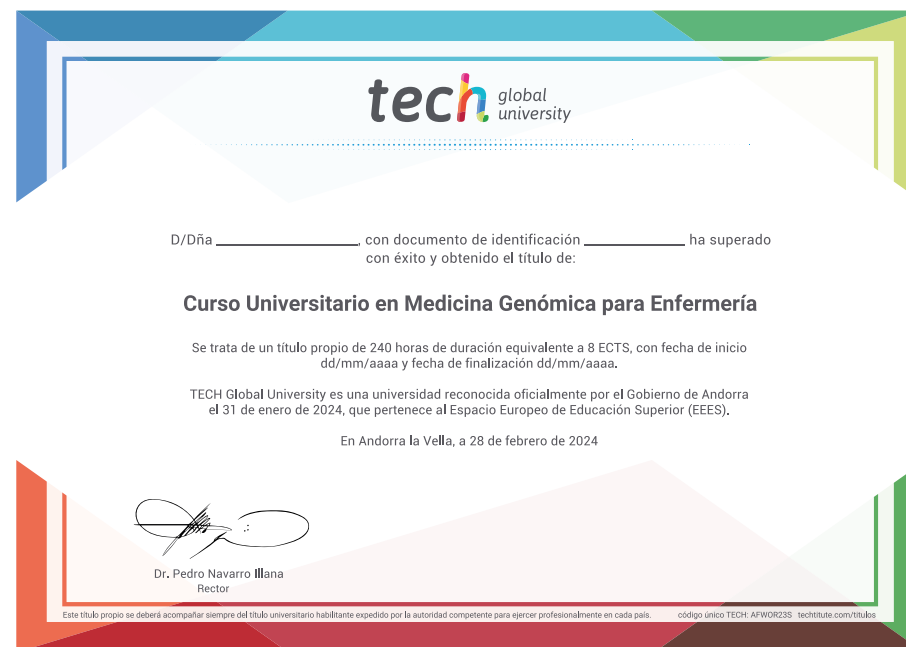 tech global university
D/Dña ____________________, con documento de identificación ______________ ha superado
con éxito y obtenido el título de:
Curso Universitario en Medicina Genómica para Enfermería
Se trata de un título propio de 240 horas de duración equivalente a 8 ECTS, con fecha de inicio
dd/mm/aaaa y fecha de finalización dd/mm/aaaa.
TECH Global University es una universidad reconocida oficialmente por el Gobierno de Andorra
el 31 de enero de 2024, que pertenece al Espacio Europeo de Educación Superior (EEES).
En Andorra la Vella, a 28 de febrero de 2024
Dr. Pedro Navarro Illana
Rector
Este título propio se deberá acompañar siempre del título universitario habilitante expedido por la autoridad competente para ejercer profesionalmente en cada país. código único TECH: AFWOR23S techtitute.com/titulos